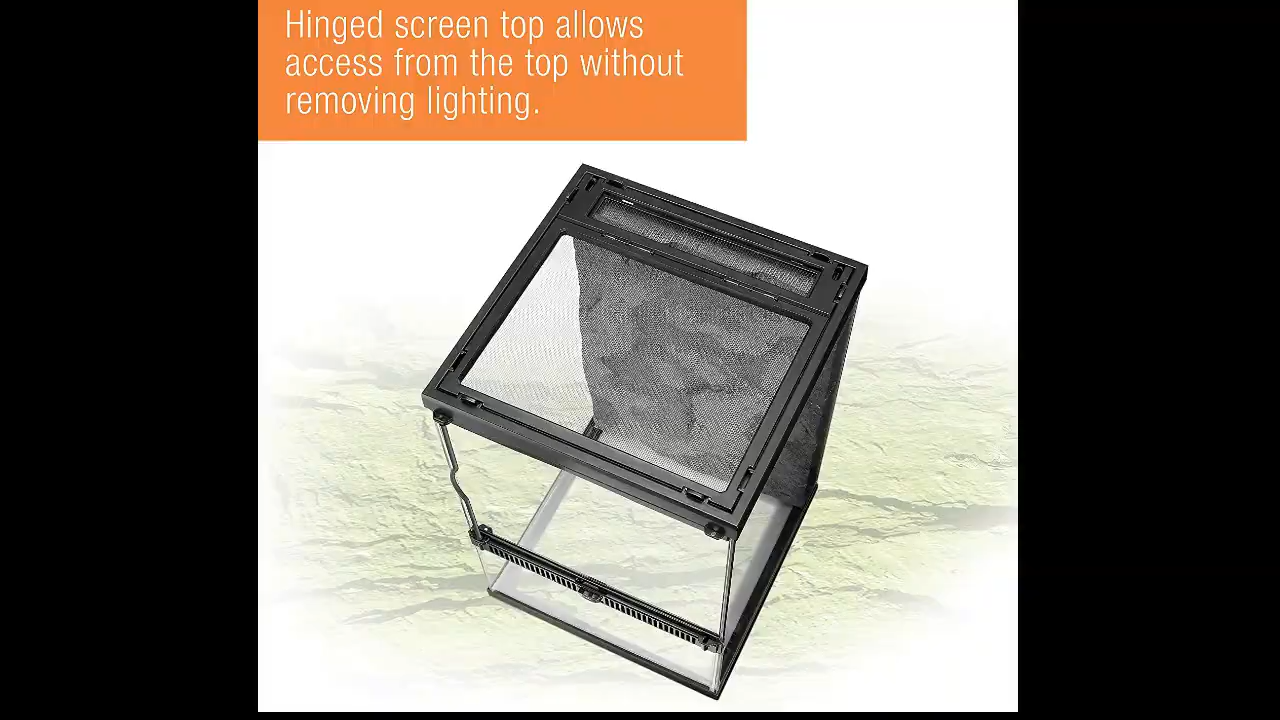 Hinged screen top allows
access from the top without
removing lighting.